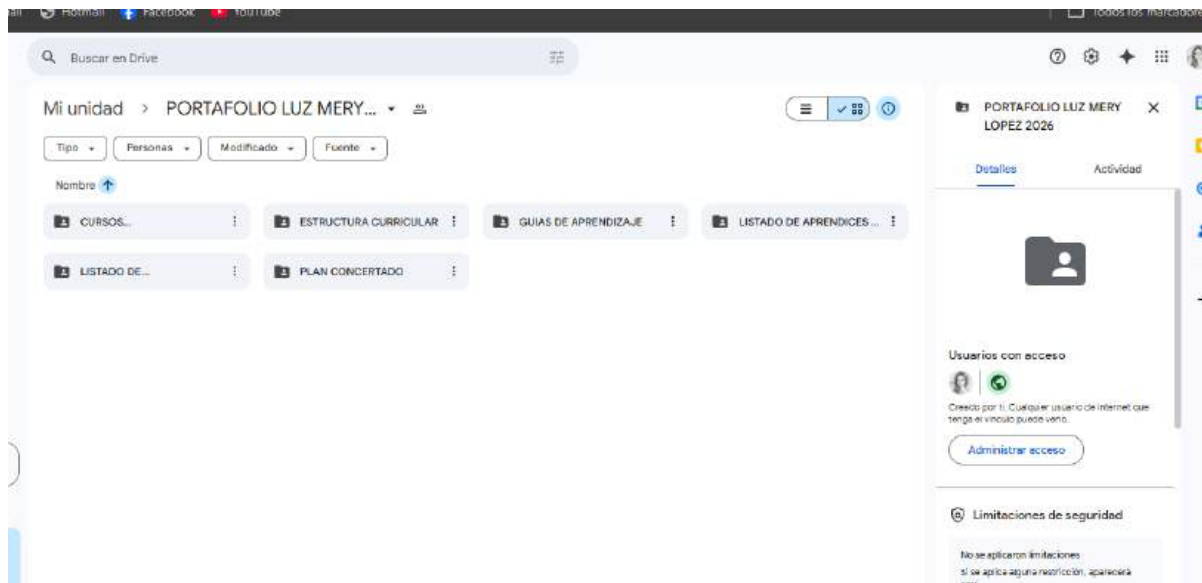 Hotmail Facebook YouTube Todos los marcadores
Buscar en Drive
Mi unidad > PORTAFOLIO LUZ MERY...
Tipo Personas Modificado Fuente
Nombre
CURSOS... ESTRUCTURA CURRICULAR GUIAS DE APRENDIZAJE LISTADO DE APRENDICES ...
LISTADO DE... PLAN CONCERTADO
PORTAFOLIO LUZ MERY
LOPEZ 2026
Detalles Actividad
Usuarios con acceso
Creado por ti. Cualquier usuario de Internet que
tenga el vínculo puede verlo.
Administrar acceso
Limitaciones de seguridad
No se aplicaron limitaciones
Si se aplica alguna restricción, aparecerá